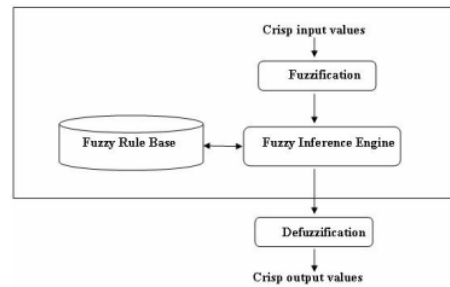 Crisp input values
Fuzzification
Fuzzy Rule Base
Fuzzy Inference Engine
Defuzzification
Crisp output values